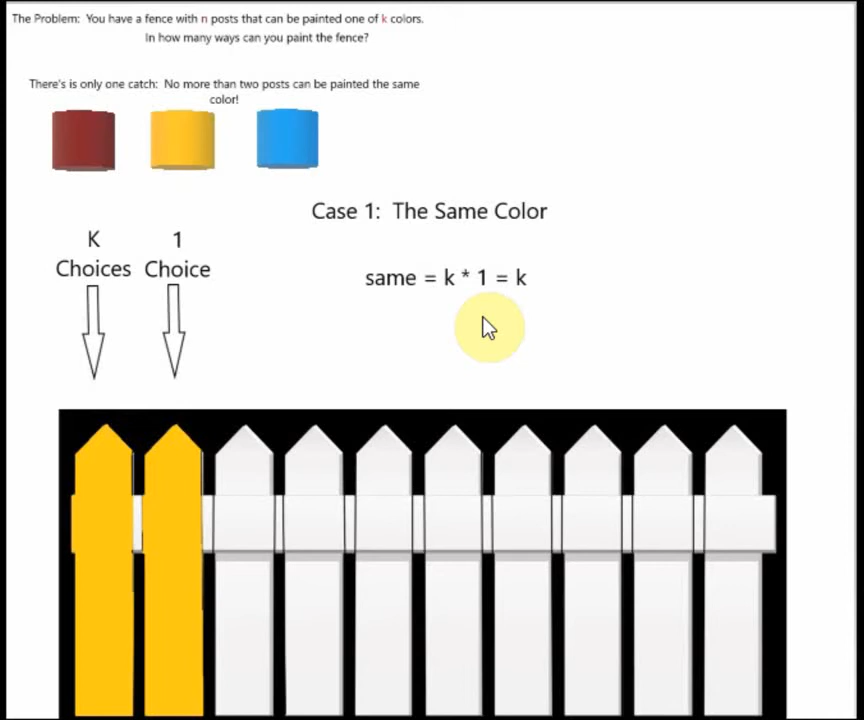 The Problem: You have a fence with n posts that can be painted one of k colors.
In how many ways can you paint the fence?
There's is only one catch: No more than two posts can be painted the same
color!
Case 1: The Same Color
K
Choices
1
Choice
same = k * 1 = k